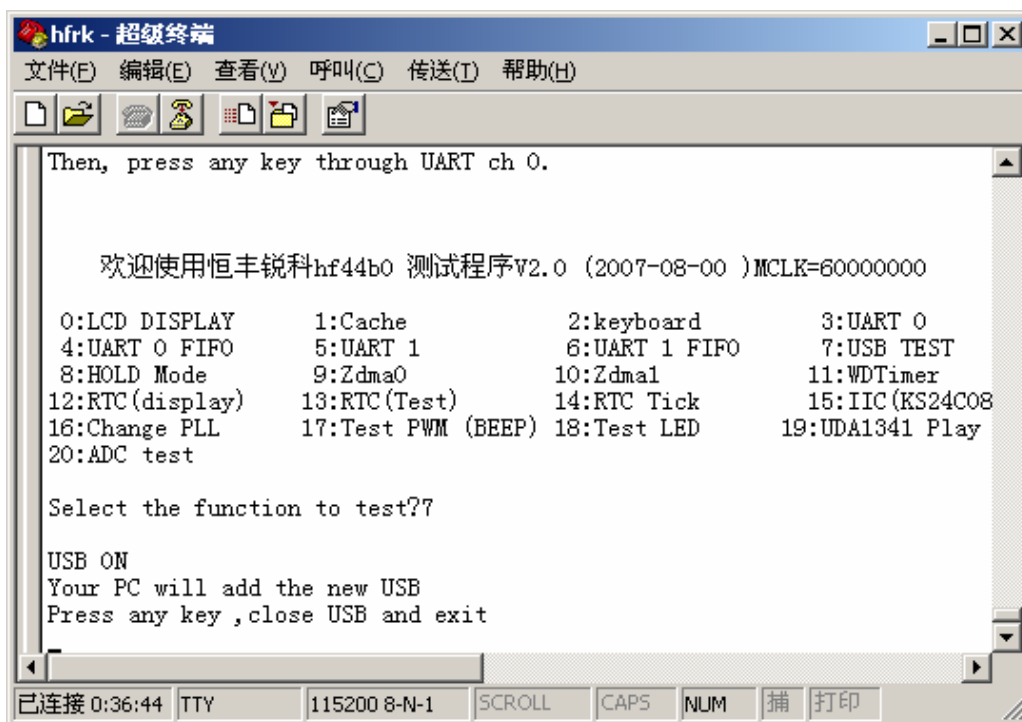 hfrk - 超级终端
文件(F) 编辑(E) 查看(V) 呼叫(C) 传送(T) 帮助(H)
Then, press any key through UART ch 0.
欢迎使用恒丰锐科hf44b0 测试程序V2.0 (2007-08-00 )MCLK=60000000
0:LCD DISPLAY 1:Cache 2:keyboard 3:UART 0
4:UART 0 FIFO 5:UART 1 6:UART 1 FIFO 7:USB TEST
8:HOLD Mode 9:Zdma0 10:Zdma1 11:WDTimer
12:RTC(display) 13:RTC(Test) 14:RTC Tick 15:IIC(KS24C08
16:Change PLL 17:Test PWM (BEEP) 18:Test LED 19:UDA1341 Play
20:ADC test
Select the function to test?7
USB ON
Your PC will add the new USB
Press any key ,close USB and exit
已连接 0:36:44 TTY 115200 8-N-1 SCROLL CAPS NUM 捕 打印